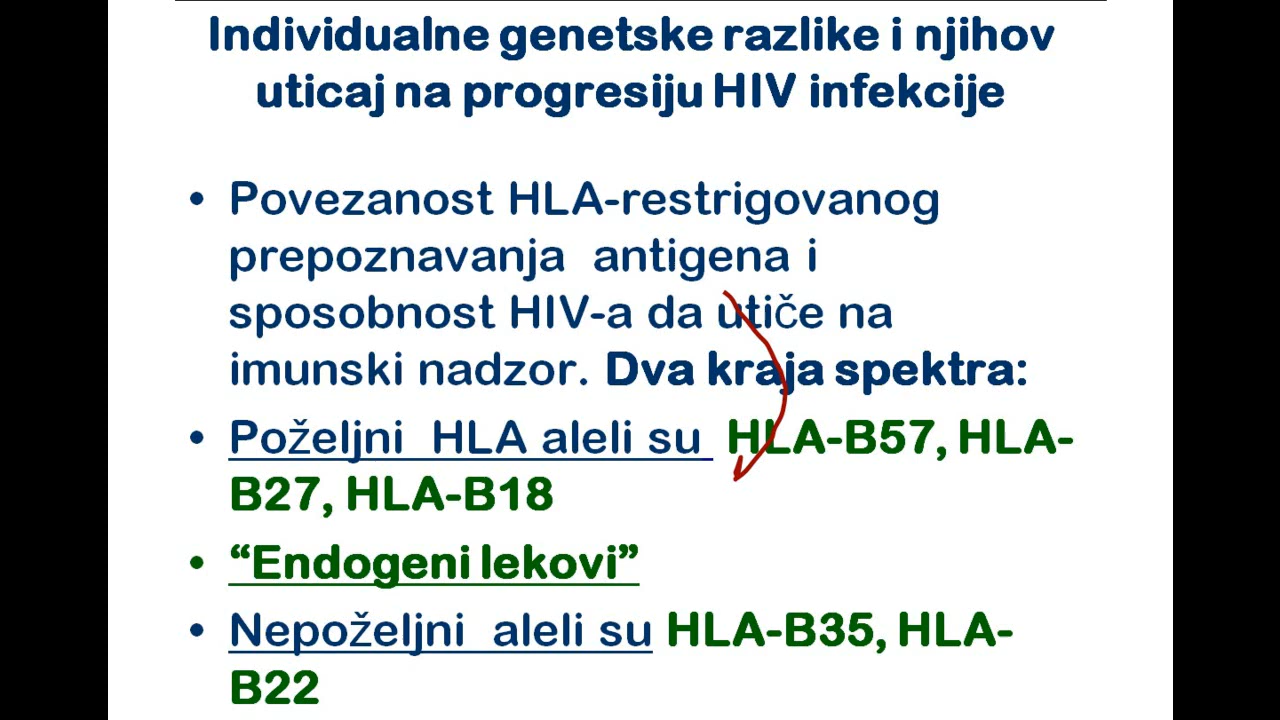 Individualne genetske razlike i njihov
uticaj na progresiju HIV infekcije
• Povezanost HLA-restrigovanog
prepoznavanja antigena i
sposobnost HIV-a da utiče na
imunski nadzor. Dva kraja spektra:
• Poželjni HLA aleli su HLA-B57, HLA-
B27, HLA-B18
• “Endogeni lekovi”
• Nepoželjni aleli su HLA-B35, HLA-
B22